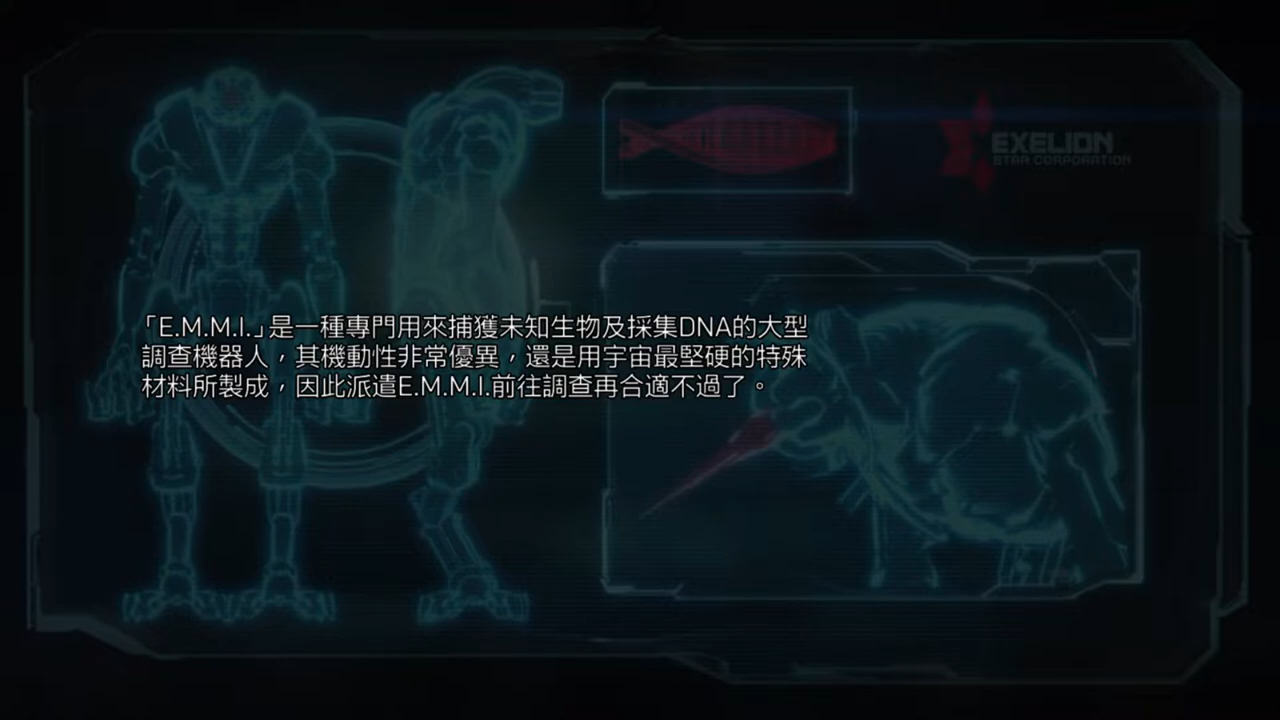 EXELION
STAR CORPORATION
「E.M.M.I.」是一種專門用來捕獲未知生物及採集DNA的大型
調查機器人，其機動性非常優異，還是用宇宙最堅硬的特殊
材料所製成，因此派遣E.M.M.I.前往調查再合適不過了。